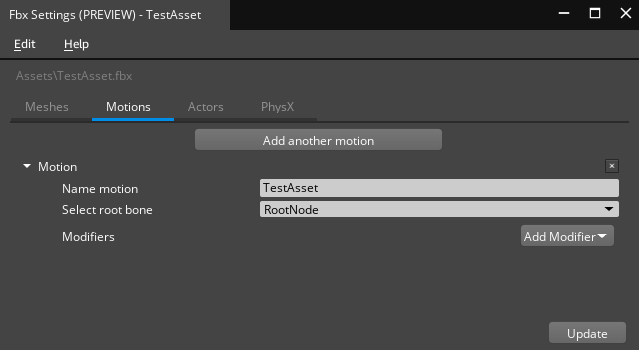 Fbx Settings (PREVIEW) - TestAsset
Edit Help
Assets\TestAsset.fbx
Meshes Motions Actors PhysX
Add another motion
Motion
Name motion TestAsset
Select root bone RootNode
Modifiers Add Modifier
Update